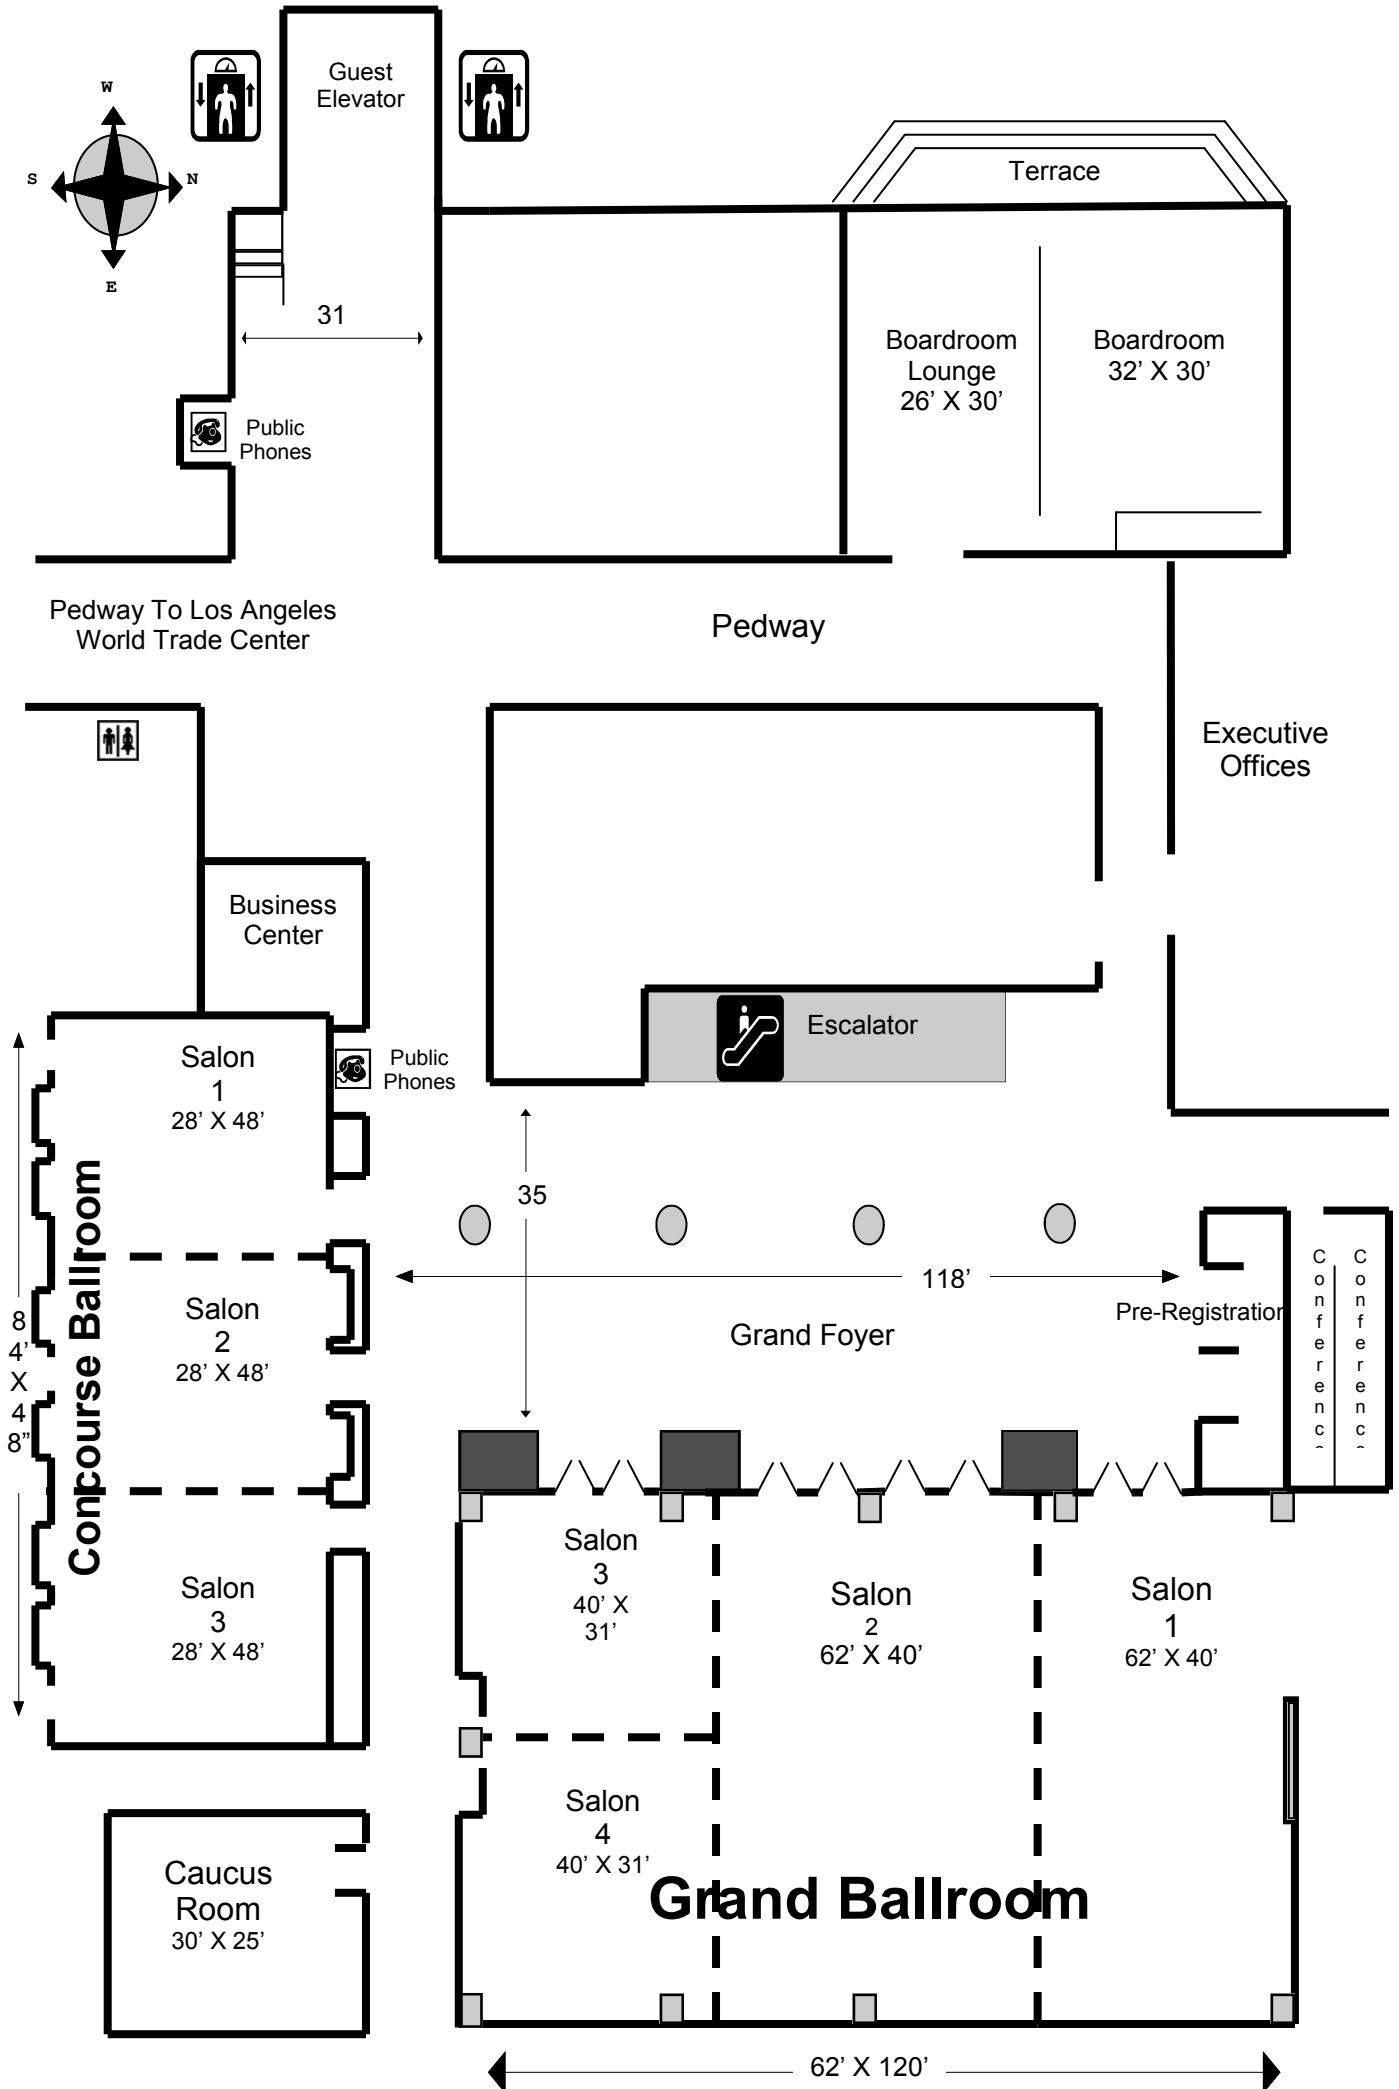 W
S
N
E
Guest
Elevator
Terrace
31
Boardroom
Lounge
26’ X 30’
Boardroom
32’ X 30’
Public
Phones
Pedway To Los Angeles
World Trade Center
Pedway
Executive
Offices
Business
Center
Escalator
Public
Phones
Salon
1
28’ X 48’
35
118’
Grand Foyer
Pre-Registration
Conference
Conference
Concourse Ballroom
8
4’
X
4
8”
Salon
2
28’ X 48’
Salon
3
28’ X 48’
Salon
3
40’ X
31’
Salon
2
62’ X 40’
Salon
1
62’ X 40’
Salon
4
40’ X 31’
Grand Ballroom
Caucus
Room
30’ X 25’
62’ X 120’